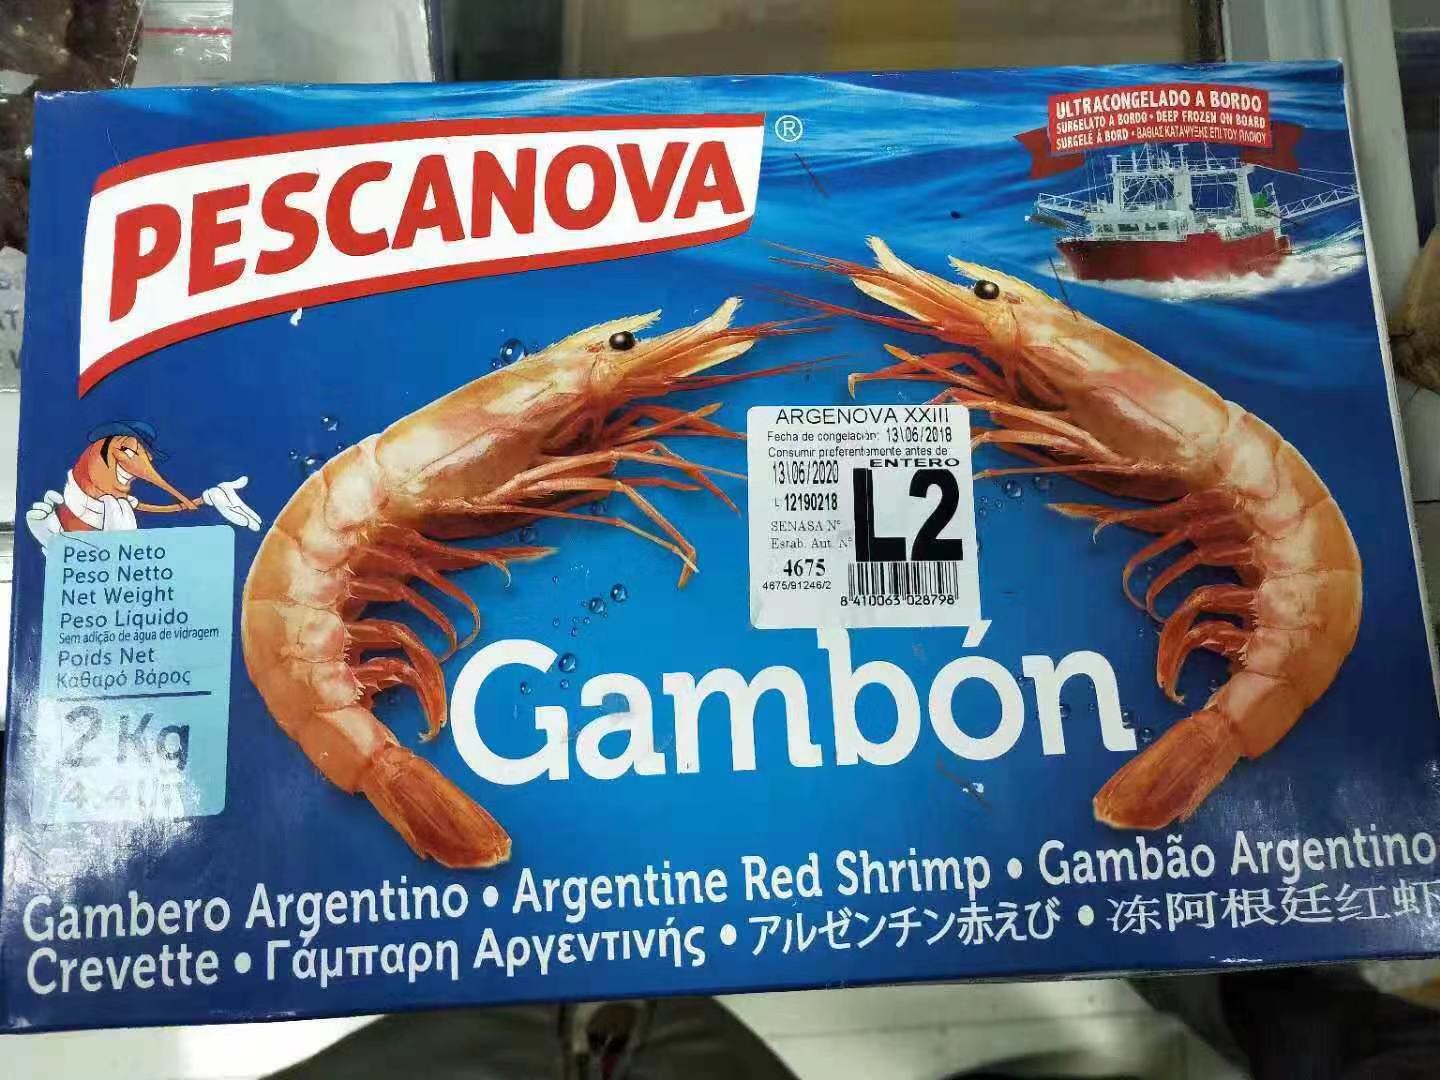 PESCANOVA®
ULTRACONGELADO A BORDO
SURGELATO A BORDO • DEEP FROZEN ON BOARD
SURGELÉ À BORD • ΒΑΘΙΑΣ ΚΑΤΑΨΥΞΗΣ ΕΠΙ ΤΟΥ ΠΛΟΙΟΥ
ARGENOVA XXIII
Fecha de congelación: 13\06/2018
Consumir preferentemente antes de:
13\06/2020 ENTERO
L2
L 12190218
SENASA N°
Estab. Aut. N°
4675
4675/91246/2
8 410063 028798
Peso Neto
Peso Netto
Net Weight
Peso Líquido
Sem adição de água de vidragem
Poids Net
Καθαρό Βάρος
2 Kg
Gambón
Gambero Argentino • Argentine Red Shrimp • Gambão Argentino
Crevette • Γάμπαρη Αργεντινής • アルゼンチン赤えび • 冻阿根廷红虾